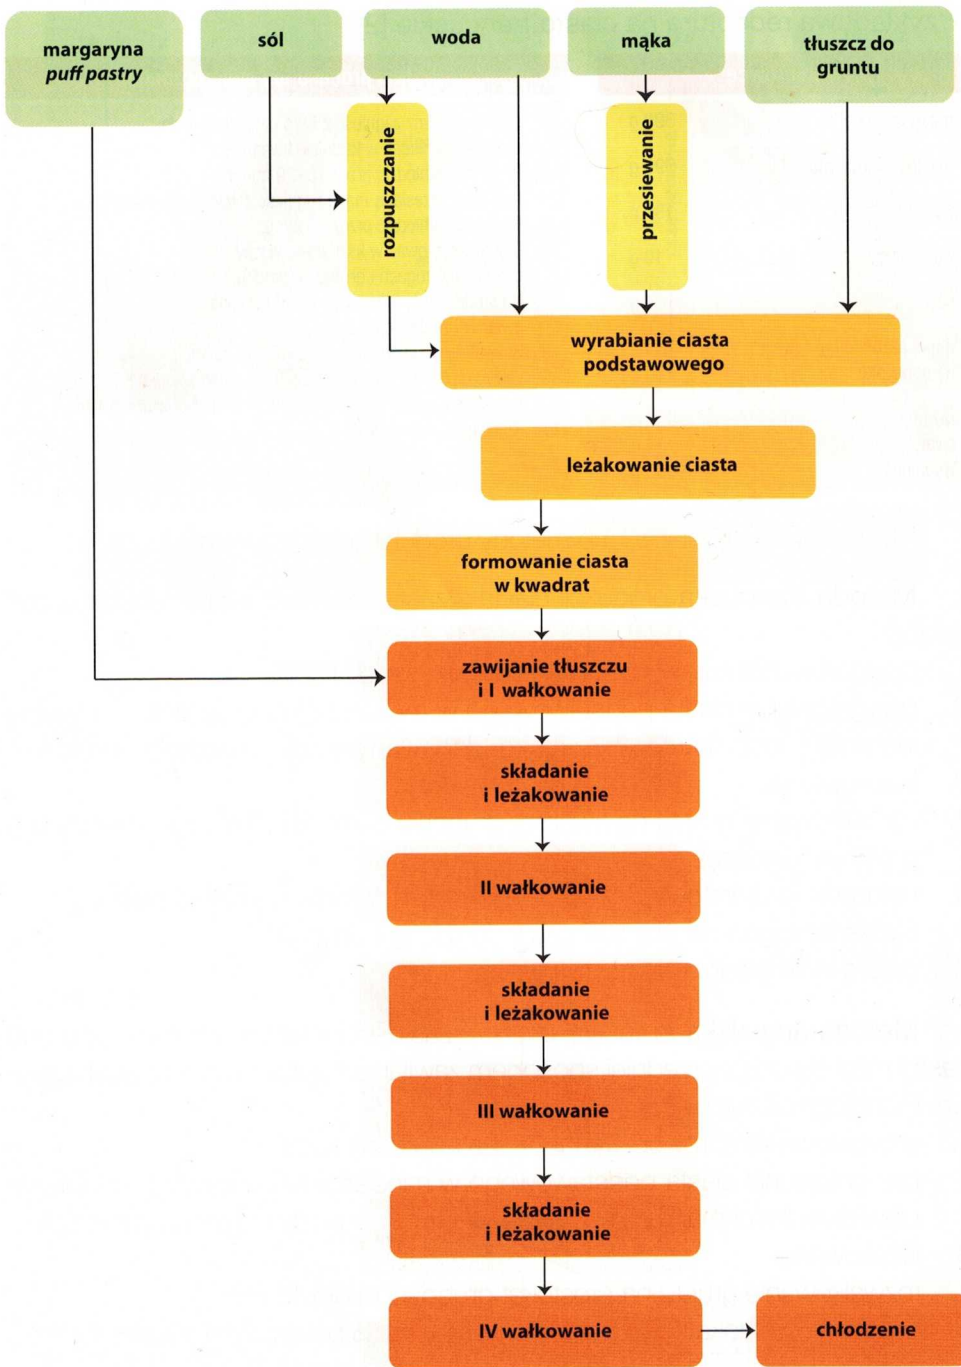 margaryna
puff pastry
sól
woda
mąka
tłuszcz do
gruntu
rozpuszczanie
przesiewanie
wyrabianie ciasta
podstawowego
leżakowanie ciasta
formowanie ciasta
w kwadrat
zawijanie tłuszczu
i I wałkowanie
składanie
i leżakowanie
II wałkowanie
składanie
i leżakowanie
III wałkowanie
składanie
i leżakowanie
IV wałkowanie
chłodzenie